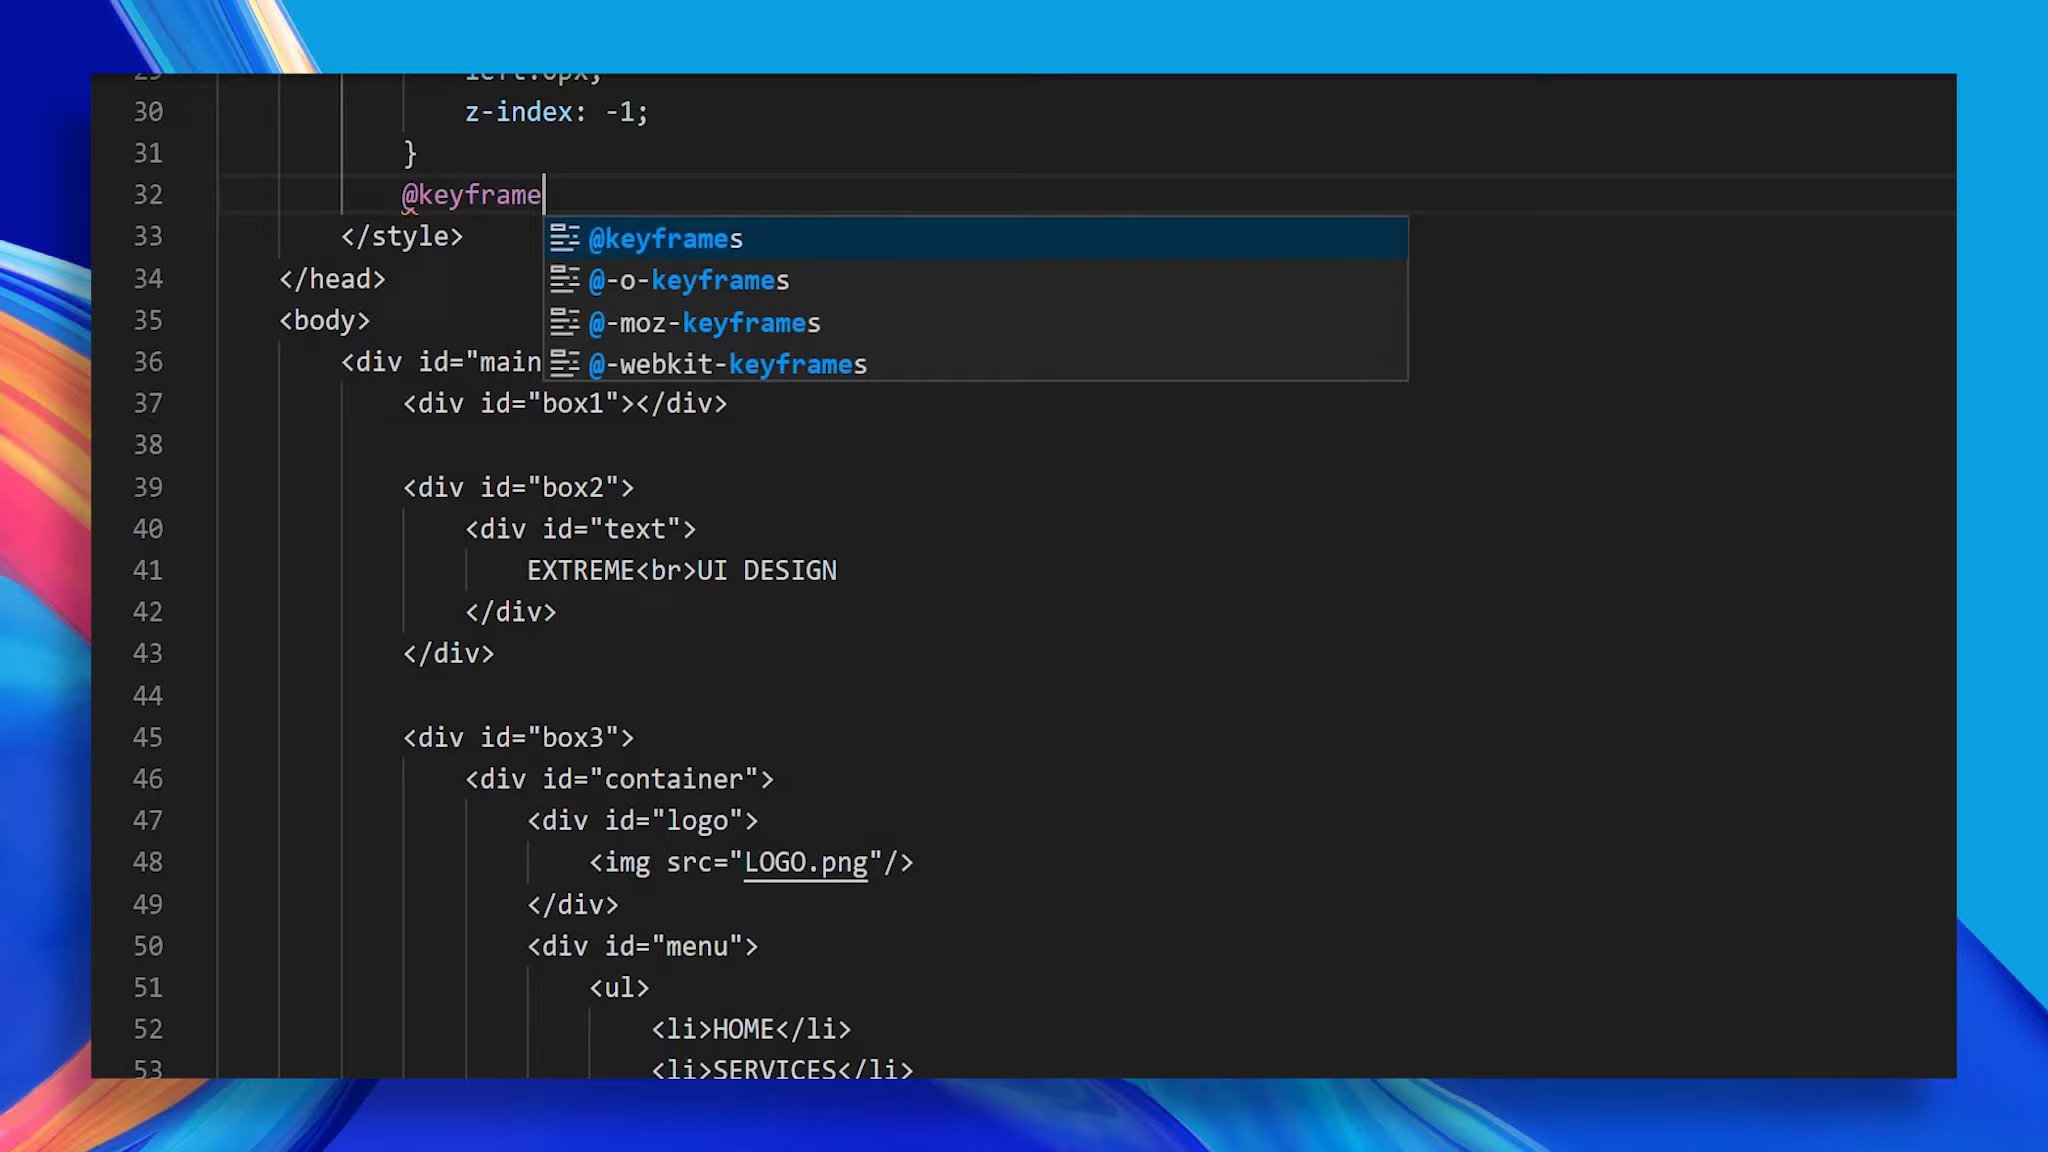 29 left:0px;
30 z-index: -1;
31 }
32 @keyframe
@keyframes
@-o-keyframes
@-moz-keyframes
@-webkit-keyframes
33 </style>
34 </head>
35 <body>
36 <div id="main
37 <div id="box1"></div>
38
39 <div id="box2">
40 <div id="text">
41 EXTREME<br>UI DESIGN
42 </div>
43 </div>
44
45 <div id="box3">
46 <div id="container">
47 <div id="logo">
48 <img src="LOGO.png"/>
49 </div>
50 <div id="menu">
51 <ul>
52 <li>HOME</li>
53 <li>SERVICES</li>